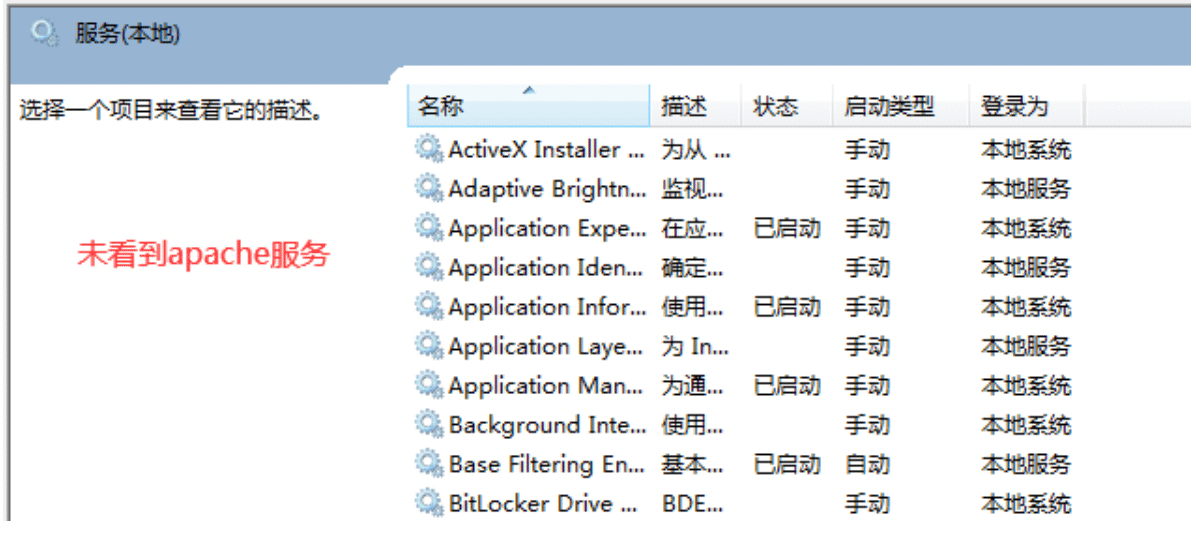 服务(本地)
选择一个项目来查看它的描述。
未看到apache服务
名称 描述 状态 启动类型 登录为
ActiveX Installer ... 为从 ... 手动 本地系统
Adaptive Brightn... 监视... 手动 本地服务
Application Expe... 在应... 已启动 手动 本地系统
Application Iden... 确定... 手动 本地服务
Application Infor... 使用... 已启动 手动 本地系统
Application Laye... 为 In... 手动 本地服务
Application Man... 为通... 已启动 手动 本地系统
Background Inte... 使用... 手动 本地系统
Base Filtering En... 基本... 已启动 自动 本地服务
BitLocker Drive ... BDE... 手动 本地系统